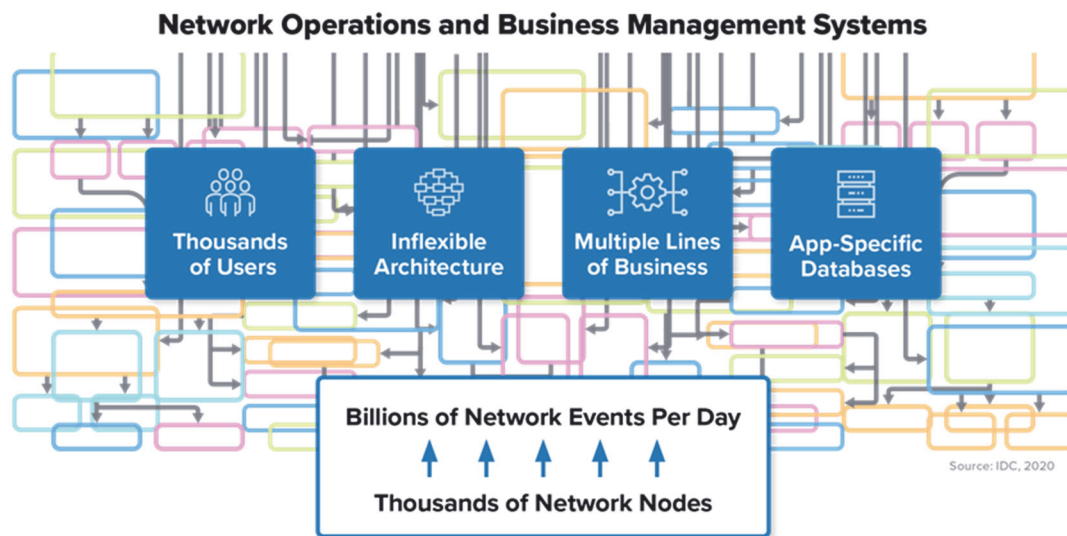 Network Operations and Business Management Systems
Thousands
of Users
Inflexible
Architecture
Multiple Lines
of Business
App-Specific
Databases
Billions of Network Events Per Day
Thousands of Network Nodes
Source: IDC, 2020